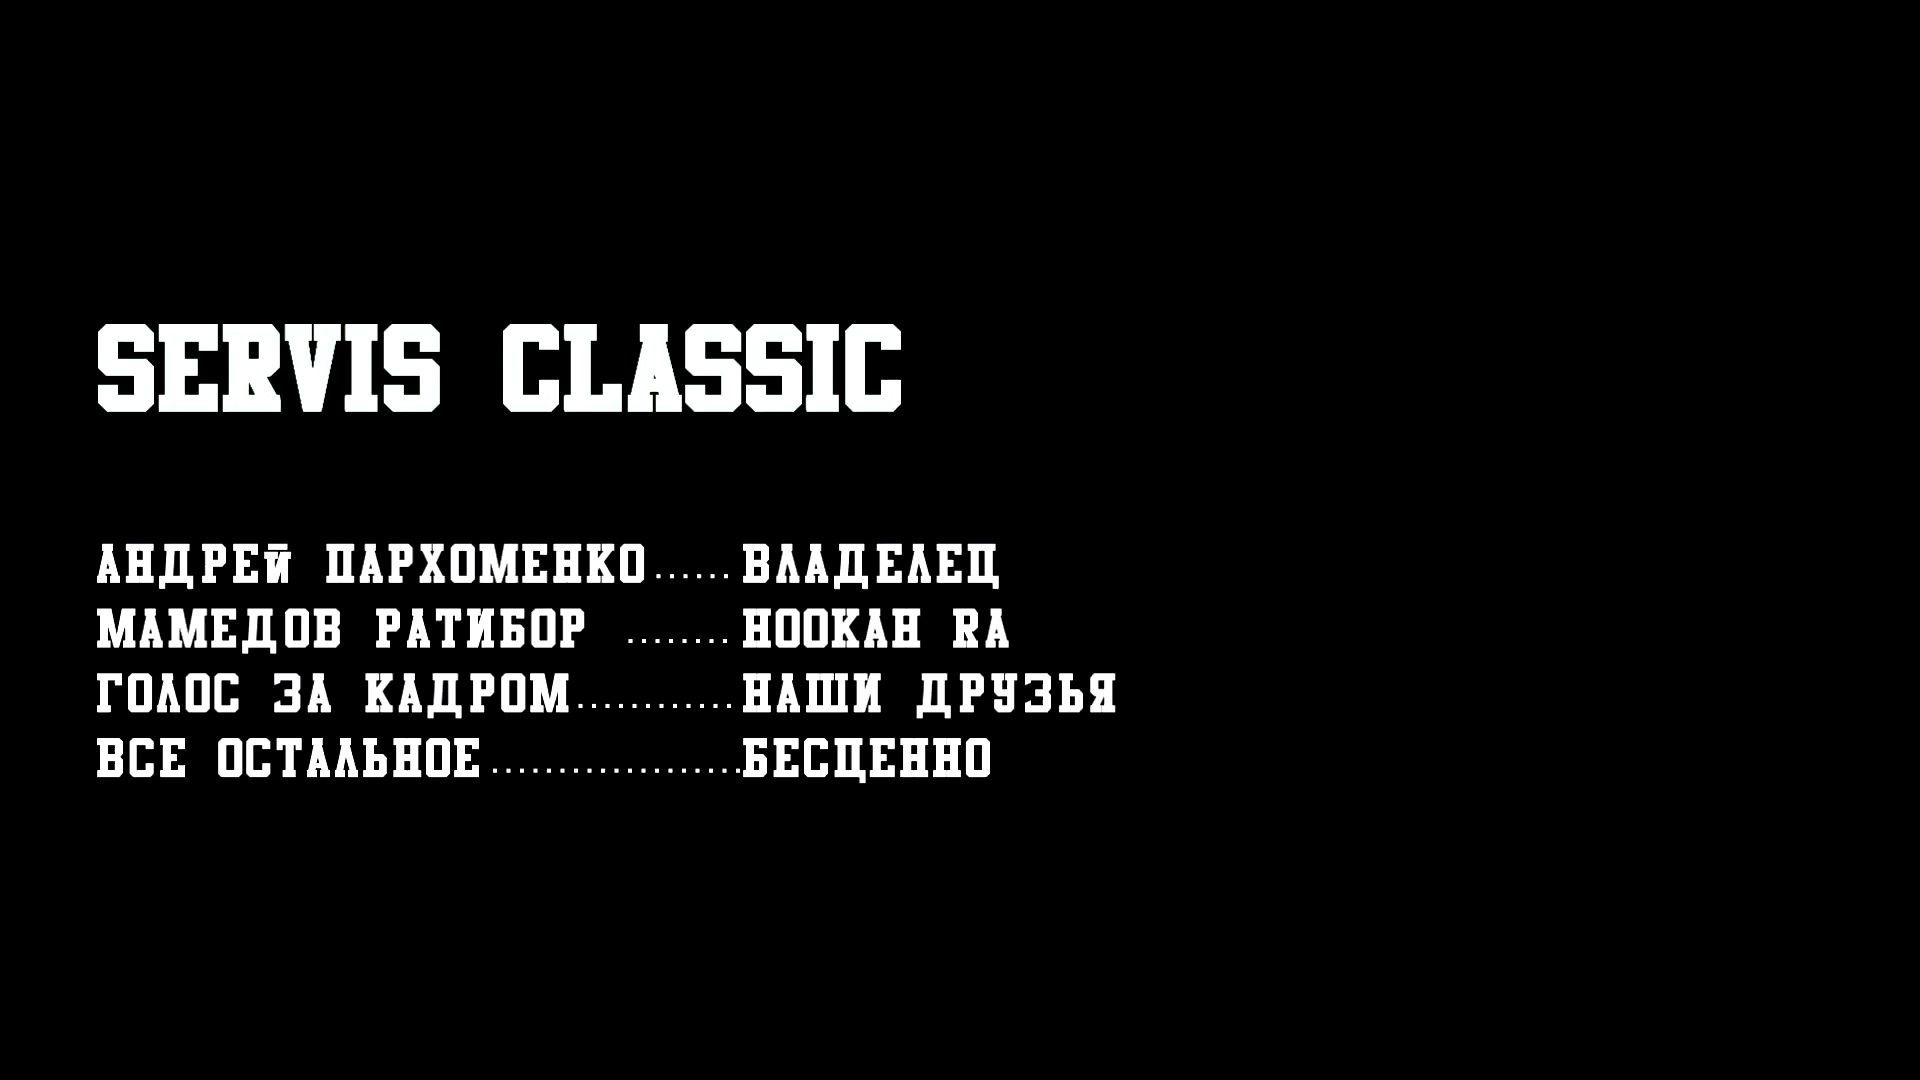 SERVIS CLASSIC
АНДРЕЙ ПАРХОМЕНКО......ВЛАДЕЛЕЦ
МАМЕДОВ РАТИБОР ........HOOKAH RA
ГОЛОС ЗА КАДРОМ............НАШИ ДРУЗЬЯ
ВСЕ ОСТАЛЬНОЕ...................БЕСЦЕННО